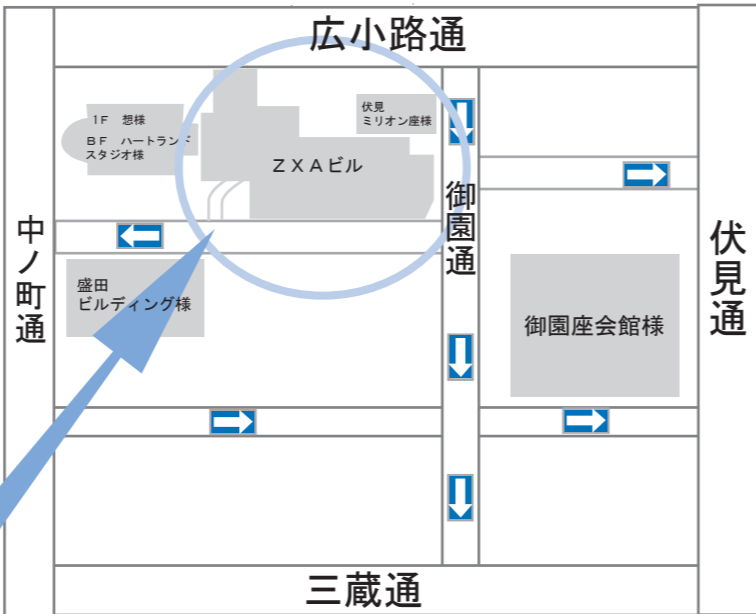 広小路通
1F 想様
BF ハートランド
スタジオ様
伏見
ミリオン座様
ZXAビル
御園通
中ノ町通
伏見通
盛田
ビルディング様
御園座会館様
三蔵通